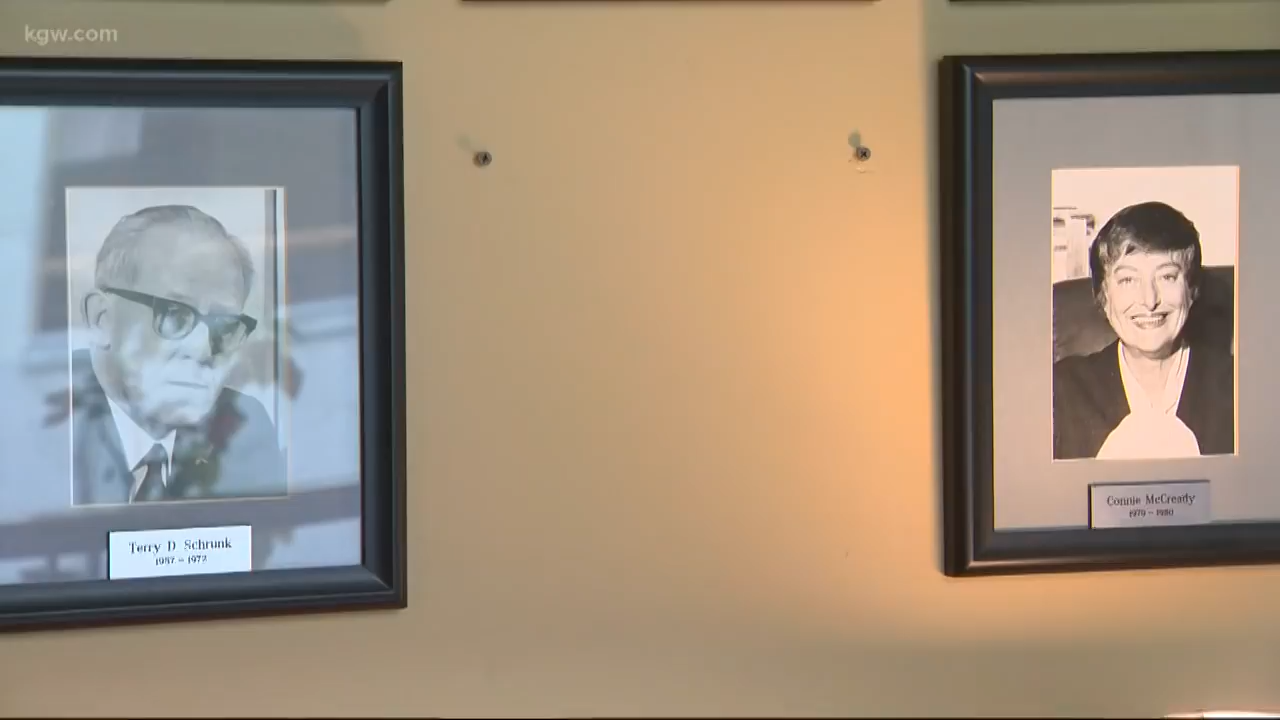 kgw.com
Terry D Schrunk
1957 – 1972
Connie McCready
1979 – 1980